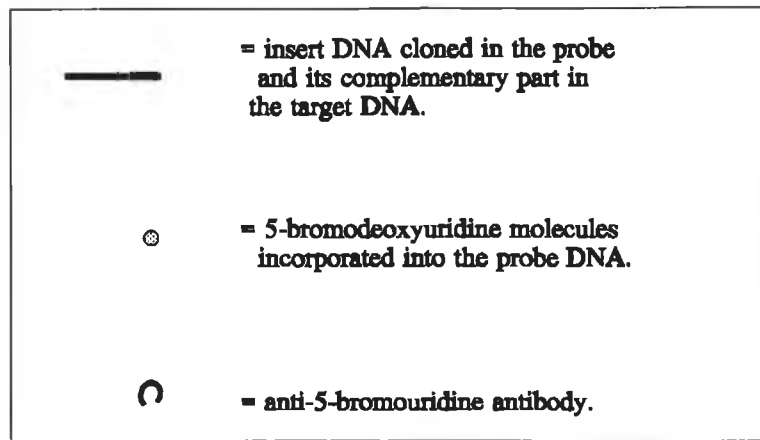 = insert DNA cloned in the probe
and its complementary part in
the target DNA.
= 5-bromodeoxyuridine molecules
incorporated into the probe DNA.
= anti-5-bromouridine antibody.